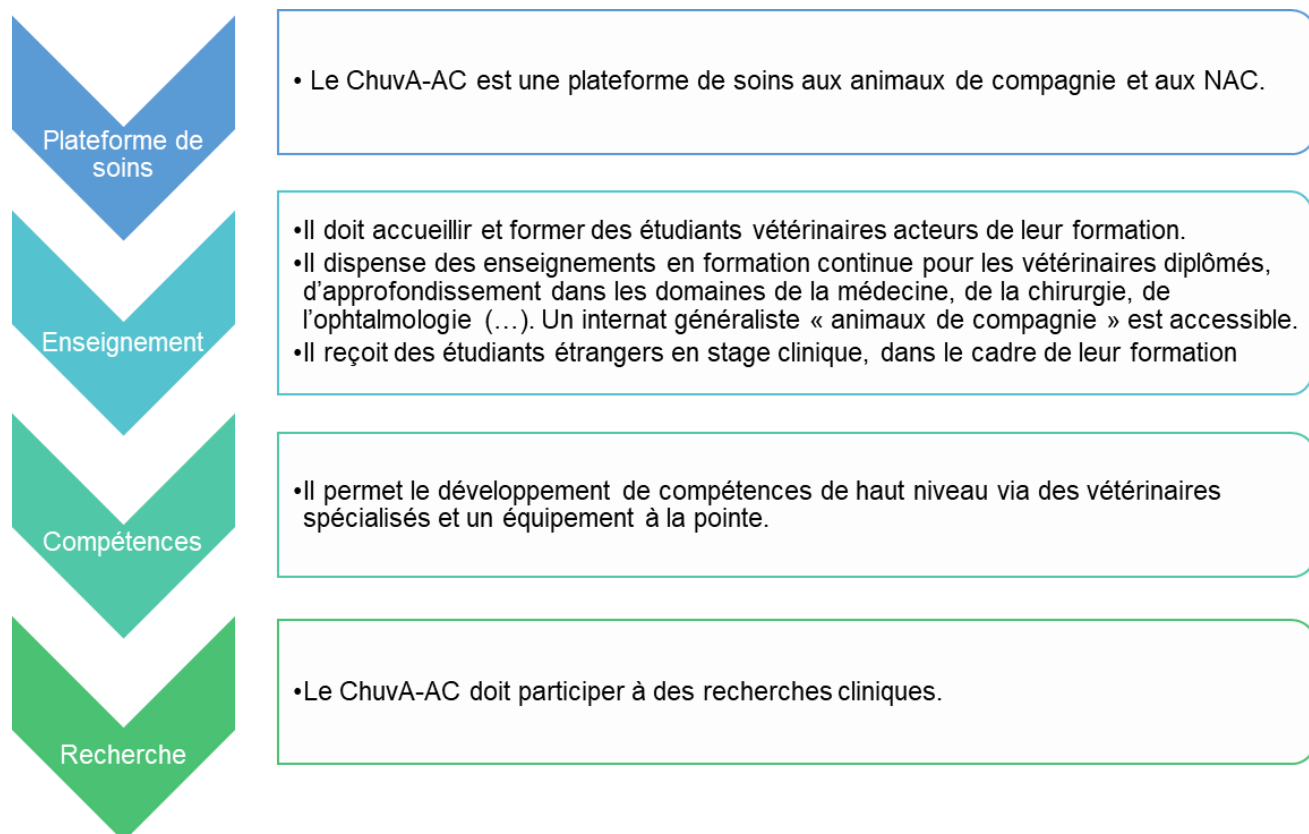 Plateforme de
soins
• Le ChuvA-AC est une plateforme de soins aux animaux de compagnie et aux NAC.
Enseignement
•Il doit accueillir et former des étudiants vétérinaires acteurs de leur formation.
•Il dispense des enseignements en formation continue pour les vétérinaires diplômés,
d’approfondissement dans les domaines de la médecine, de la chirurgie, de
l’ophtalmologie (…). Un internat généraliste « animaux de compagnie » est accessible.
•Il reçoit des étudiants étrangers en stage clinique, dans le cadre de leur formation
Compétences
•Il permet le développement de compétences de haut niveau via des vétérinaires
spécialisés et un équipement à la pointe.
Recherche
•Le ChuvA-AC doit participer à des recherches cliniques.